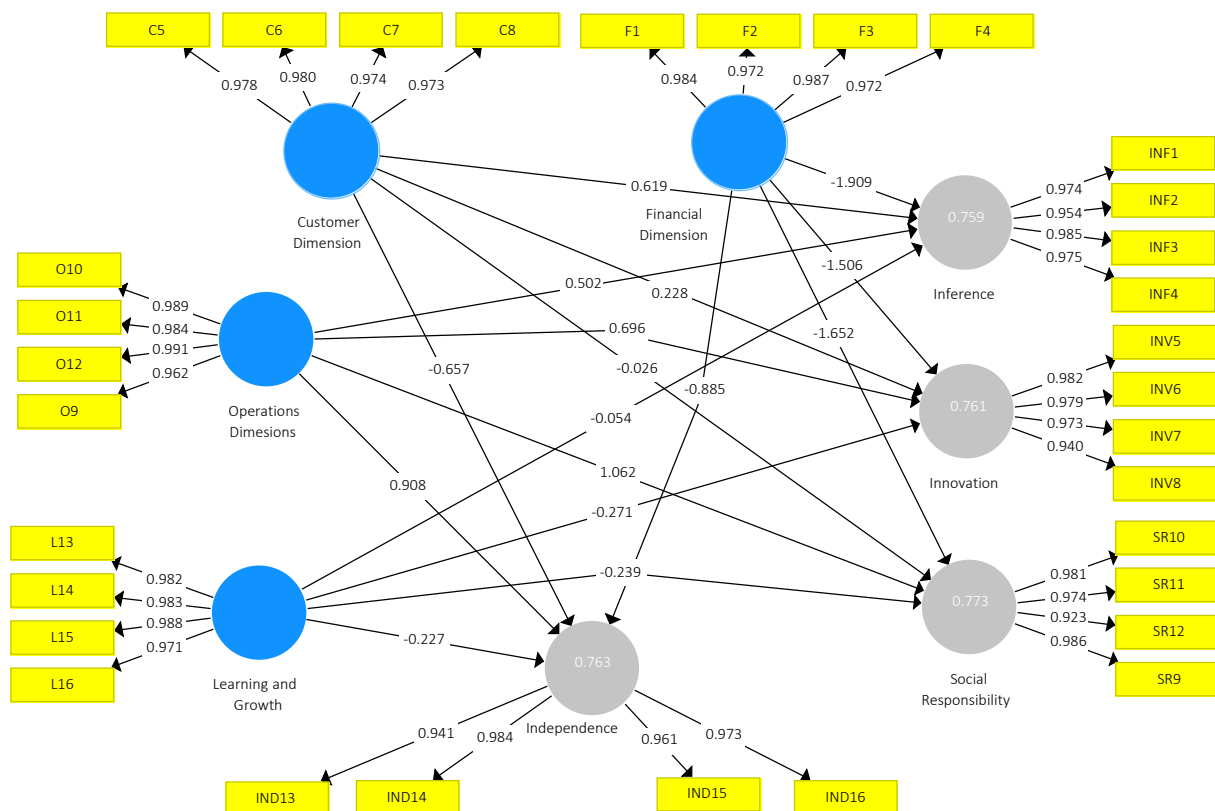 C5
C6
C7
C8
F1
F2
F3
F4
0.978
0.980
0.974
0.973
0.984
0.972
0.987
0.972
Customer
Dimension
Financial
Dimension
-1.909
0.619
0.759
Inference
0.974
0.954
0.985
0.975
INF1
INF2
INF3
INF4
O10
O11
O12
O9
0.989
0.984
0.991
0.962
Operations
Dimesions
0.502
0.228
-1.506
0.696
-1.652
-0.657
-0.026
-0.885
-0.054
0.761
Innovation
0.982
0.979
0.973
0.940
INV5
INV6
INV7
INV8
0.908
1.062
-0.271
-0.239
-0.227
L13
L14
L15
L16
0.982
0.983
0.988
0.971
Learning and
Growth
0.773
Social
Responsibility
0.981
0.974
0.923
0.986
SR10
SR11
SR12
SR9
0.763
Independence
0.941
0.984
0.961
0.973
IND13
IND14
IND15
IND16